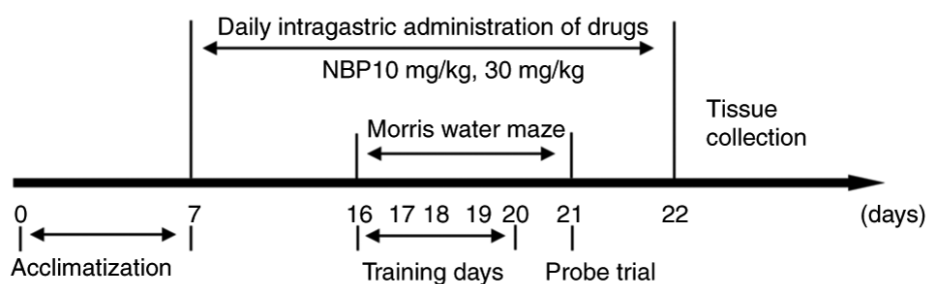 Daily intragastric administration of drugs
NBP10 mg/kg, 30 mg/kg
Morris water maze
Tissue
collection
0 7 16 17 18 19 20 21 22 (days)
Acclimatization Training days Probe trial